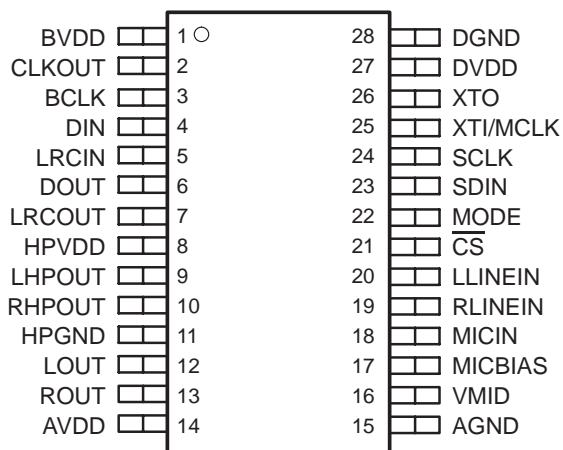 BVDD 1 28 DGND
CLKOUT 2 27 DVDD
BCLK 3 26 XTO
DIN 4 25 XTI/MCLK
LRCIN 5 24 SCLK
DOUT 6 23 SDIN
LRCOUT 7 22 MODE
HPVDD 8 21 C̅S̅
LHPOUT 9 20 LLINEIN
RHPOUT 10 19 RLINEIN
HPGND 11 18 MICIN
LOUT 12 17 MICBIAS
ROUT 13 16 VMID
AVDD 14 15 AGND